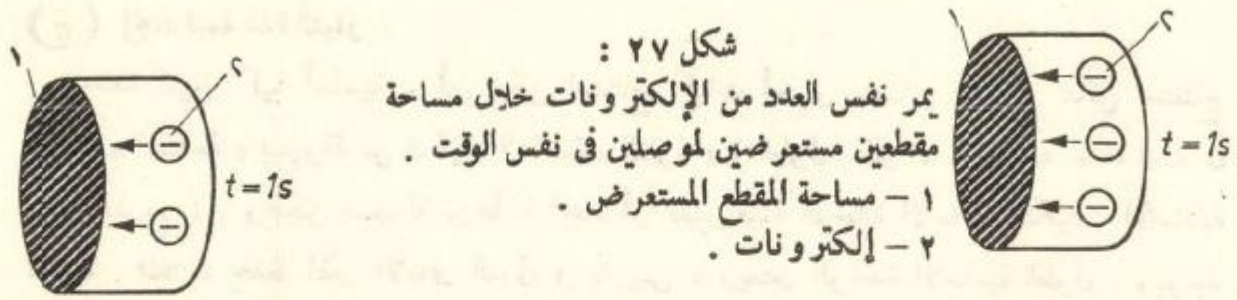 شكل ٢٧ :
يمر نفس العدد من الإلكترونات خلال مساحة
مقطعين مستعرضين لموصلين فى نفس الوقت .
١ – مساحة المقطع المستعرض .
٢ – إلكترونات .
١
٢
t = 1s
١
٢
t = 1s